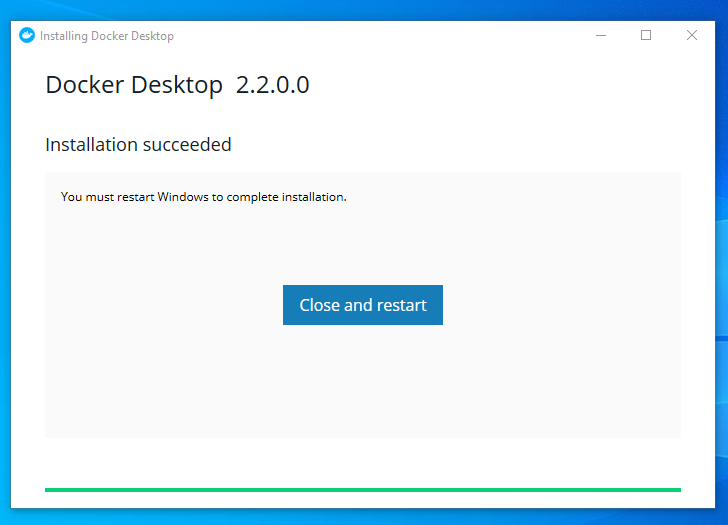 Installing Docker Desktop
Docker Desktop 2.2.0.0
Installation succeeded
You must restart Windows to complete installation.
Close and restart